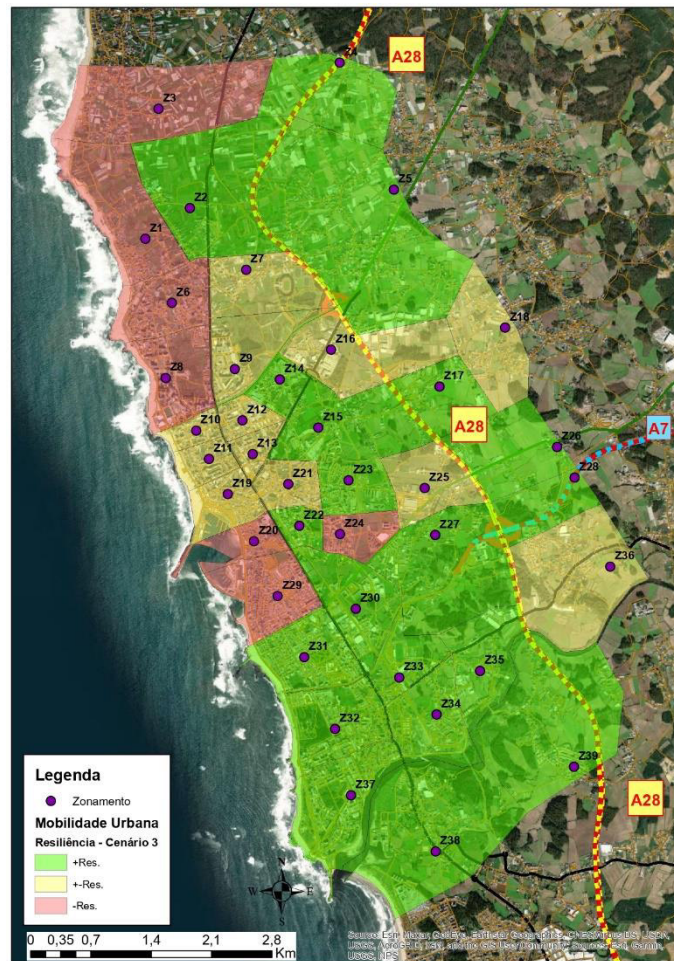 A28
Z4
Z3
Z5
Z2
Z1
Z7
Z6
Z18
Z16
Z9
Z8
Z14
Z17
Z12
Z10
Z15
A28
Z13
Z11
Z26
A7
Z21
Z23
Z28
Z19
Z25
Z22
Z24
Z27
Z20
Z36
Z29
Z30
Z31
Z33
Z35
Z34
Z32
Z39
Z37
A28
Z38
Legenda
Zonamento
Mobilidade Urbana
Resiliência - Cenário 3
+Res.
+-Res.
-Res.
N
E
S
0 0,35 0,7 1,4 2,1 2,8
Km